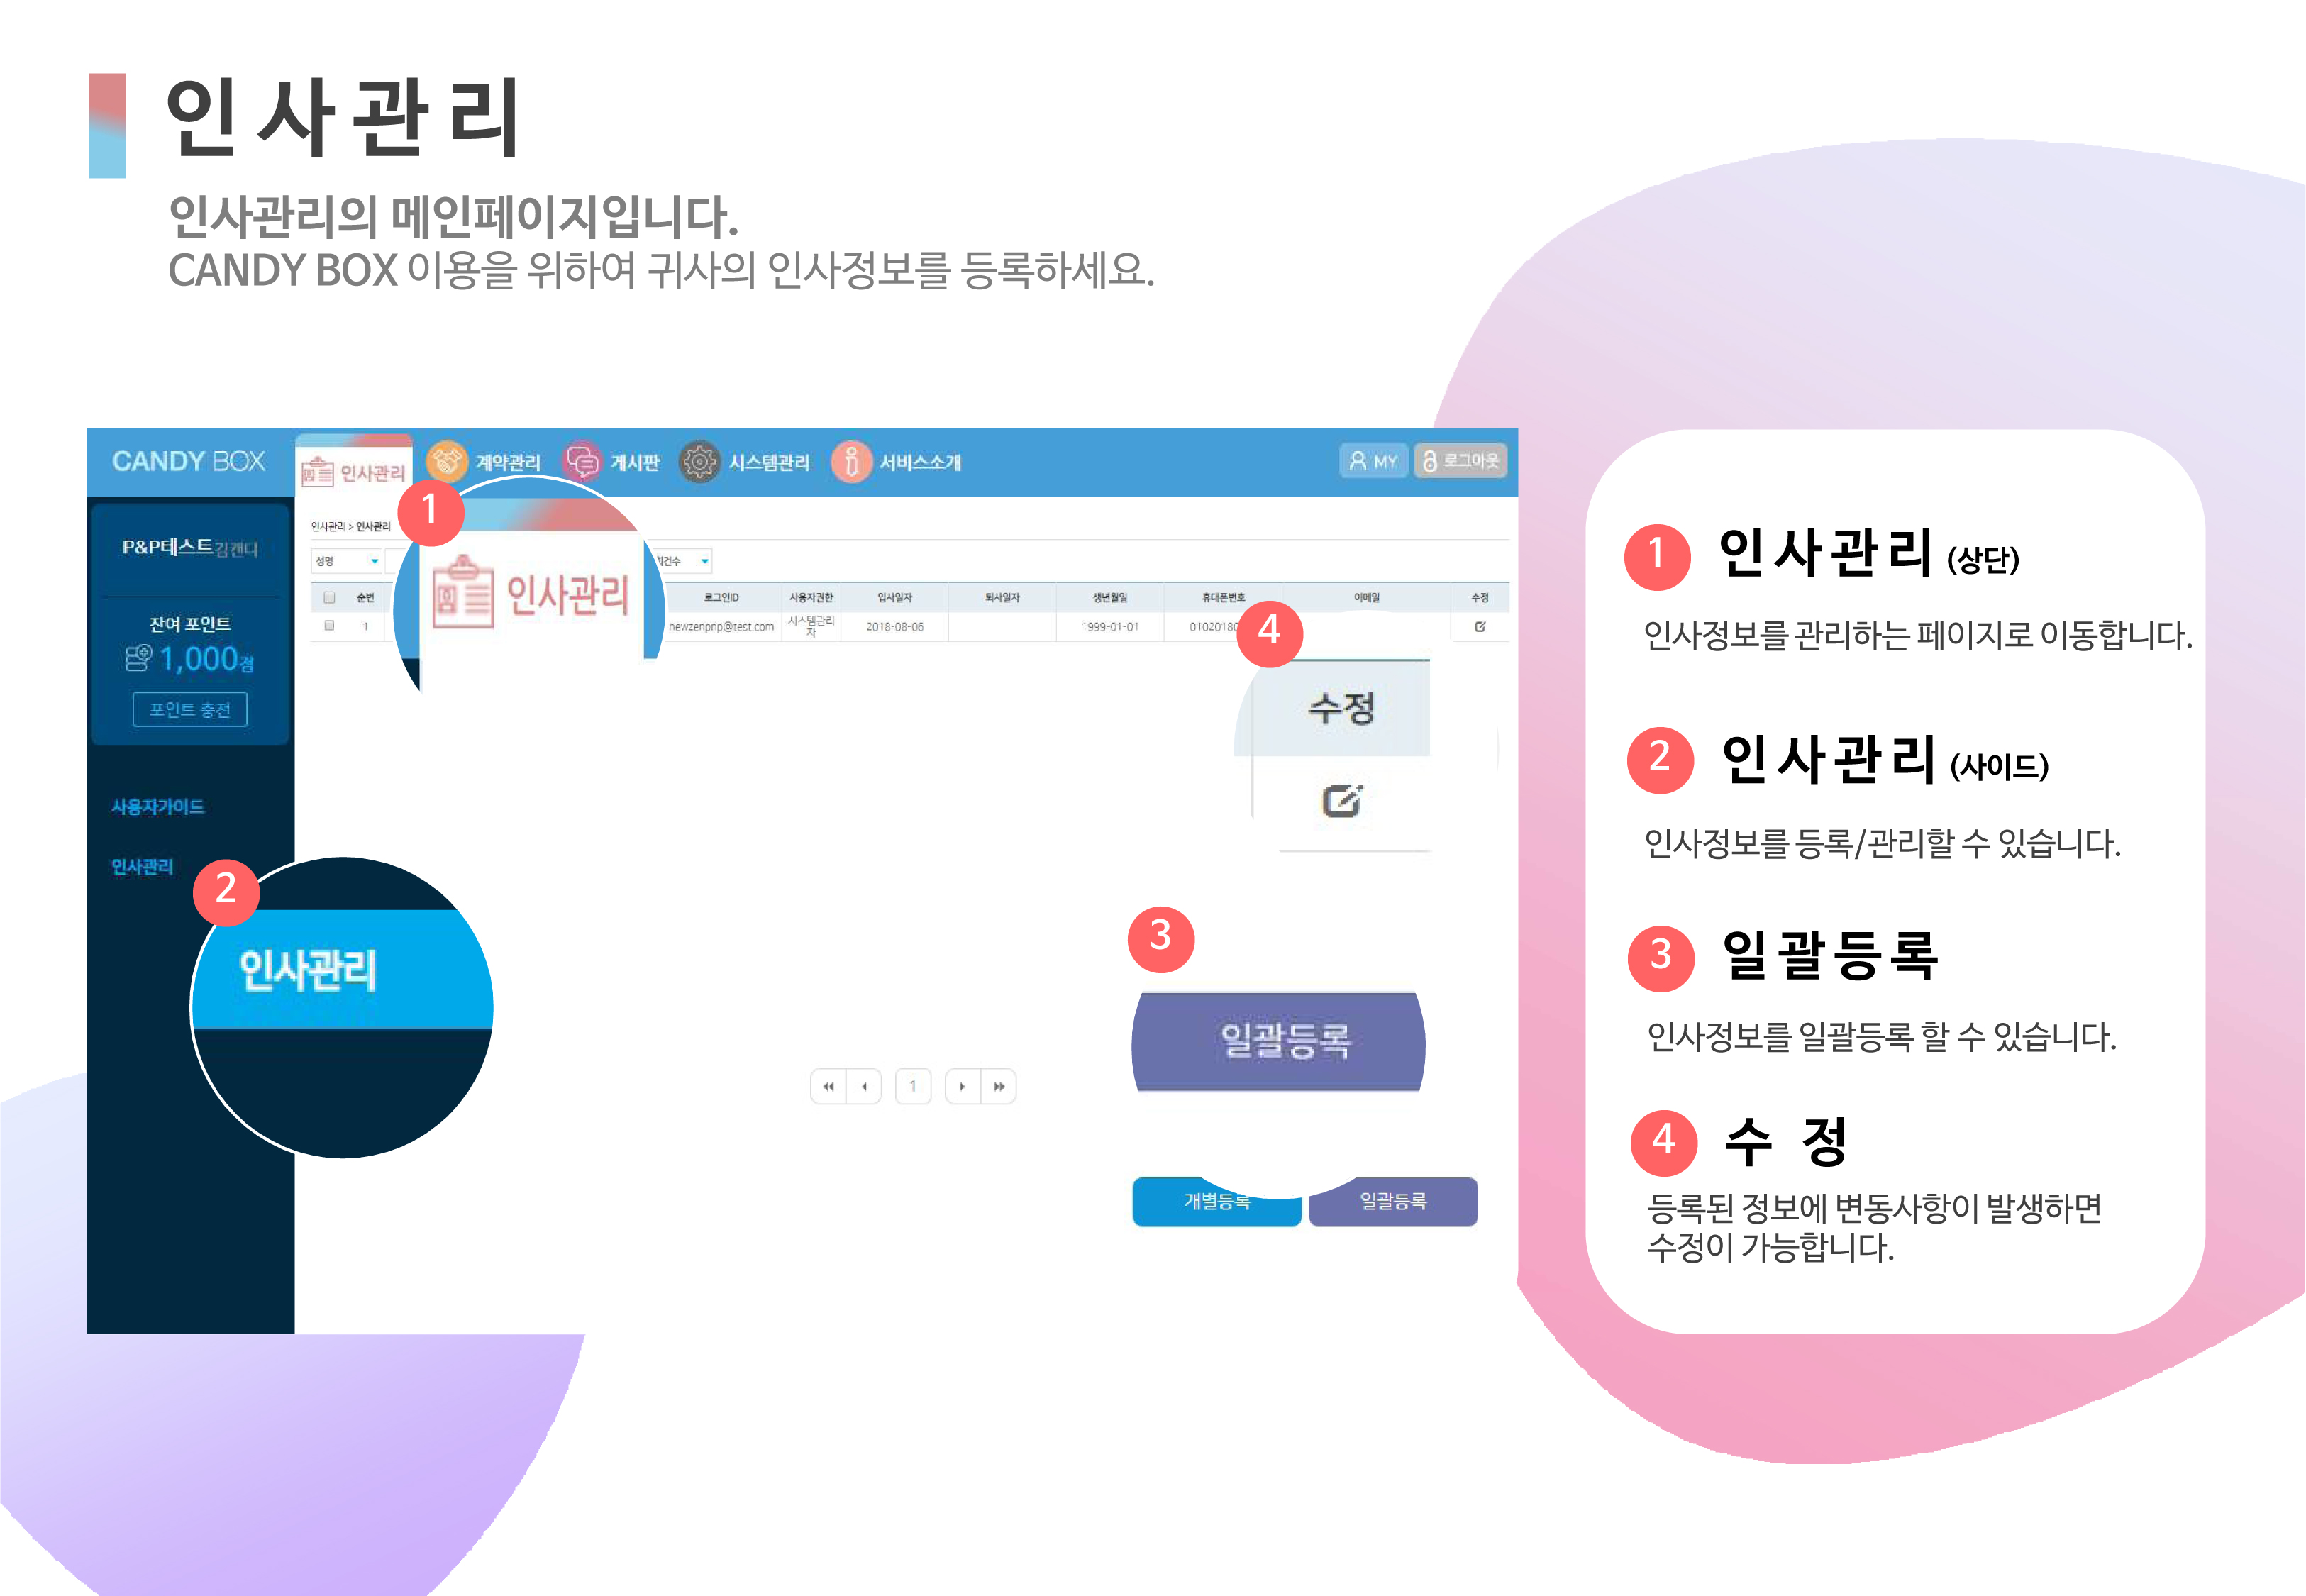 인사관리
인사관리의 메인페이지입니다.
CANDY BOX 이용을 위하여 귀사의 인사정보를 등록하세요.
CANDY BOX
인사관리
계약관리
게시판
시스템관리
서비스소개
MY
로그아웃
P&P테스트 김캔디
잔여 포인트
1,000점
포인트 충전
사용자가이드
인사관리
인사관리 > 인사관리
성명
건수
순번 로그인ID 사용자권한 입사일자 퇴사일자 생년월일 휴대폰번호 이메일 수정
1 newzenpnp@test.com 시스템관리자 2018-08-06 1999-01-01 01020180
1
인사관리
2
인사관리
4
수정
3
일괄등록
1
개별등록
일괄등록
1 인사관리 (상단)
인사정보를 관리하는 페이지로 이동합니다.
2 인사관리 (사이드)
인사정보를 등록/관리할 수 있습니다.
3 일괄등록
인사정보를 일괄등록 할 수 있습니다.
4 수 정
등록된 정보에 변동사항이 발생하면
수정이 가능합니다.